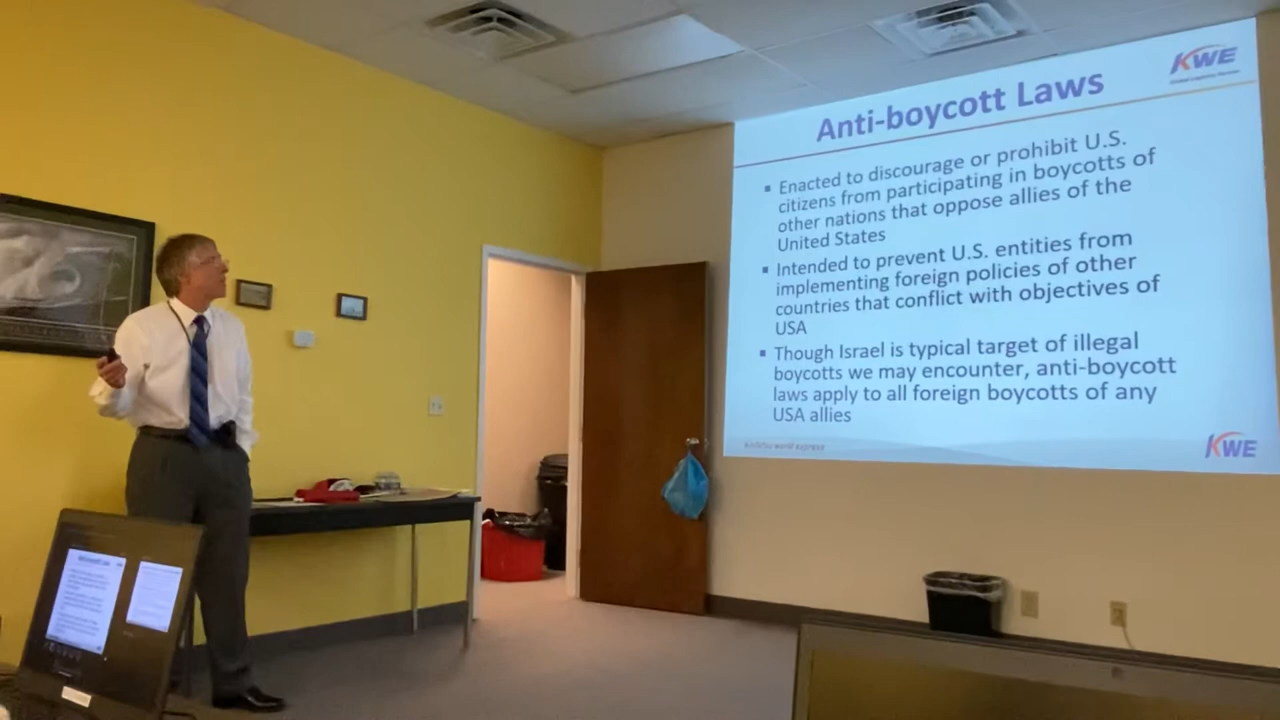 KWE
Anti-boycott Laws
▪ Enacted to discourage or prohibit U.S.
citizens from participating in boycotts of
other nations that oppose allies of the
United States
▪ Intended to prevent U.S. entities from
implementing foreign policies of other
countries that conflict with objectives of
USA
▪ Though Israel is typical target of illegal
boycotts we may encounter, anti-boycott
laws apply to all foreign boycotts of any
USA allies
kintetsu world express
KWE